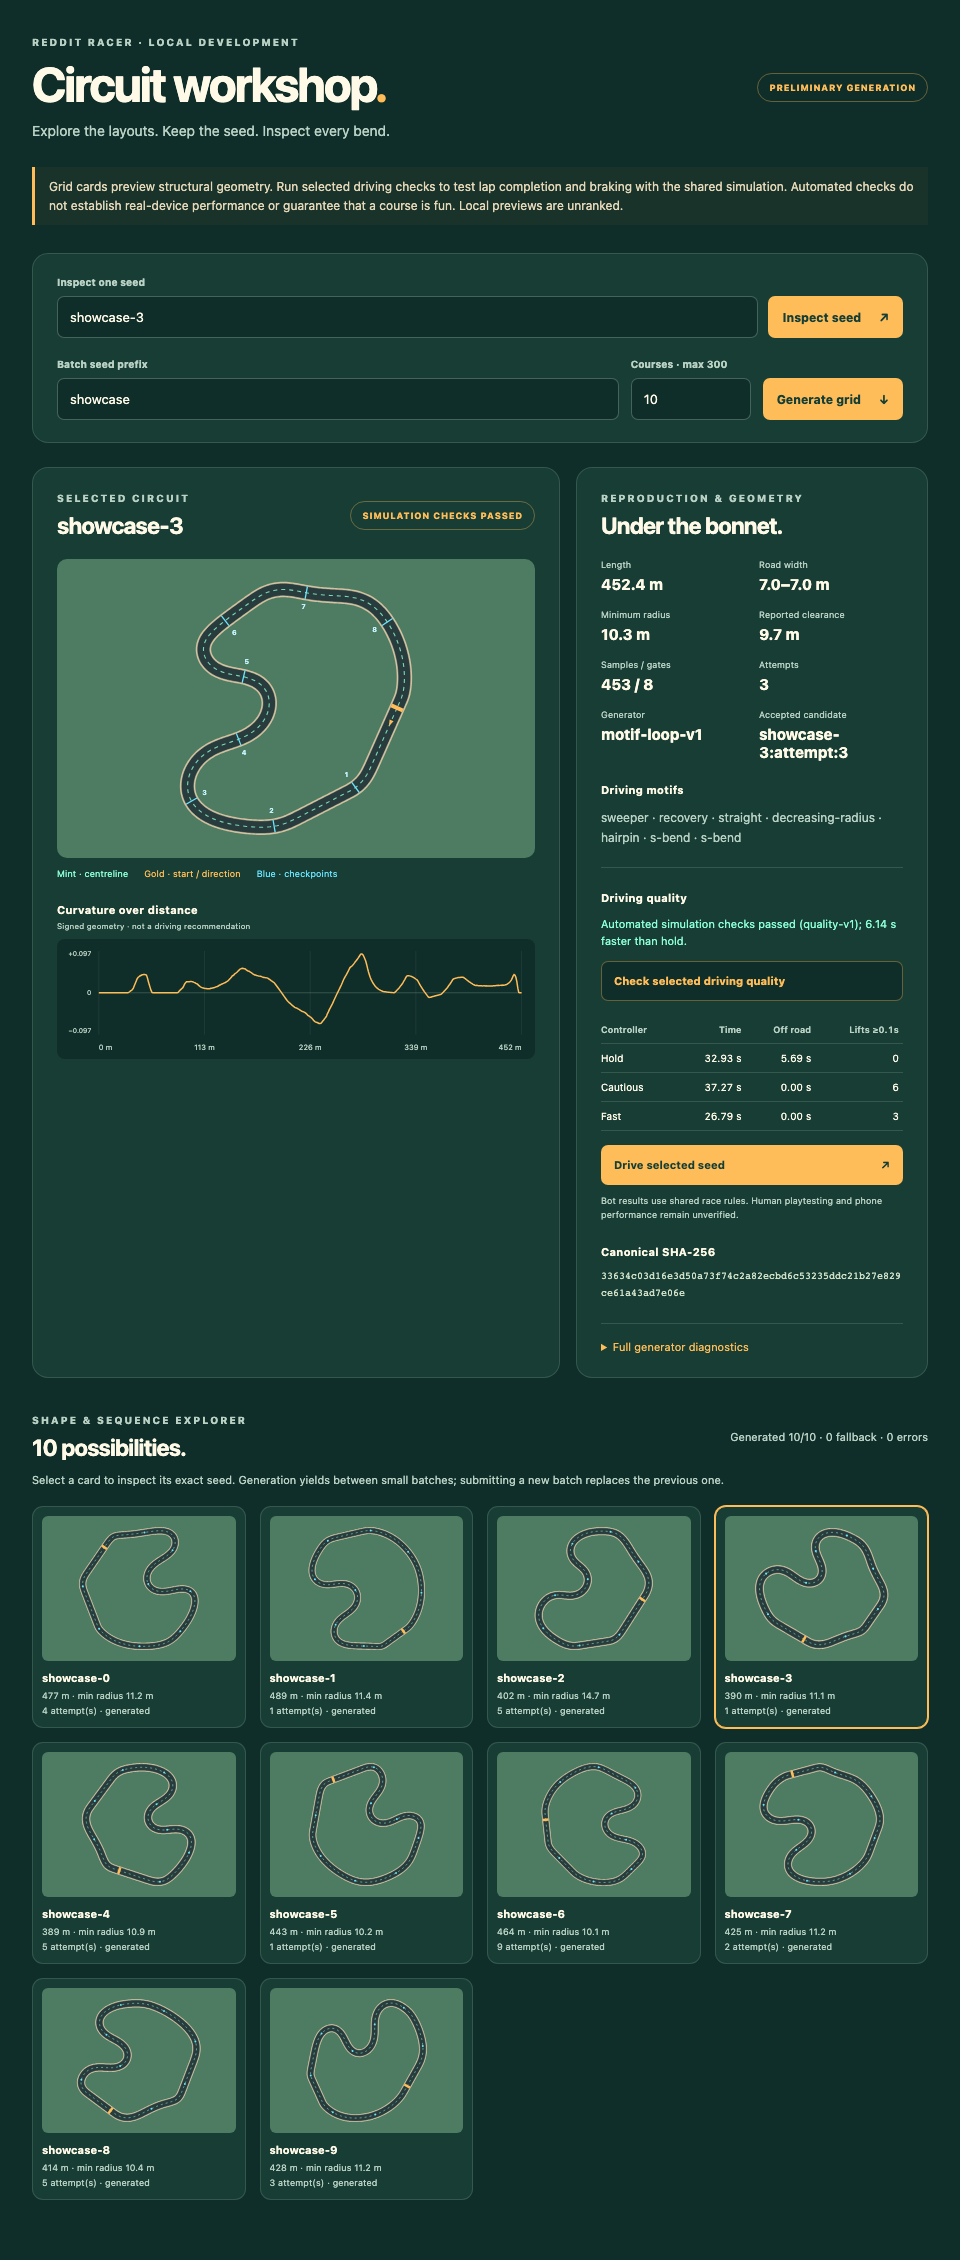 REDDIT RACER · LOCAL DEVELOPMENT
Circuit workshop.
PRELIMINARY GENERATION
Explore the layouts. Keep the seed. Inspect every bend.
Grid cards preview structural geometry. Run selected driving checks to test lap completion and braking with the shared simulation. Automated checks do
not establish real-device performance or guarantee that a course is fun. Local previews are unranked.
Inspect one seed
showcase-3
Inspect seed ↗
Batch seed prefix
Courses · max 300
showcase
10
Generate grid ↓
SELECTED CIRCUIT
showcase-3
SIMULATION CHECKS PASSED
7
8
6
5
4
1
3
2
Mint · centreline Gold · start / direction Blue · checkpoints
Curvature over distance
Signed geometry · not a driving recommendation
+0.097
0
−0.097
0 m 113 m 226 m 339 m 452 m
REPRODUCTION & GEOMETRY
Under the bonnet.
Length
452.4 m
Road width
7.0–7.0 m
Minimum radius
10.3 m
Reported clearance
9.7 m
Samples / gates
453 / 8
Attempts
3
Generator
motif-loop-v1
Accepted candidate
showcase-
3:attempt:3
Driving motifs
sweeper · recovery · straight · decreasing-radius ·
hairpin · s-bend · s-bend
Driving quality
Automated simulation checks passed (quality-v1); 6.14 s
faster than hold.
Check selected driving quality
Controller Time Off road Lifts ≥0.1s
Hold 32.93 s 5.69 s 0
Cautious 37.27 s 0.00 s 6
Fast 26.79 s 0.00 s 3
Drive selected seed ↗
Bot results use shared race rules. Human playtesting and phone
performance remain unverified.
Canonical SHA-256
33634c03d16e3d50a73f74c2a82ecbd6c53235ddc21b27e829
ce61a43ad7e06e
▶ Full generator diagnostics
SHAPE & SEQUENCE EXPLORER
10 possibilities.
Generated 10/10 · 0 fallback · 0 errors
Select a card to inspect its exact seed. Generation yields between small batches; submitting a new batch replaces the previous one.
showcase-0
477 m · min radius 11.2 m
4 attempt(s) · generated
showcase-1
489 m · min radius 11.4 m
1 attempt(s) · generated
showcase-2
402 m · min radius 14.7 m
5 attempt(s) · generated
showcase-3
390 m · min radius 11.1 m
1 attempt(s) · generated
showcase-4
389 m · min radius 10.9 m
5 attempt(s) · generated
showcase-5
443 m · min radius 10.2 m
1 attempt(s) · generated
showcase-6
464 m · min radius 10.1 m
9 attempt(s) · generated
showcase-7
425 m · min radius 11.2 m
2 attempt(s) · generated
showcase-8
414 m · min radius 10.4 m
5 attempt(s) · generated
showcase-9
428 m · min radius 11.2 m
3 attempt(s) · generated